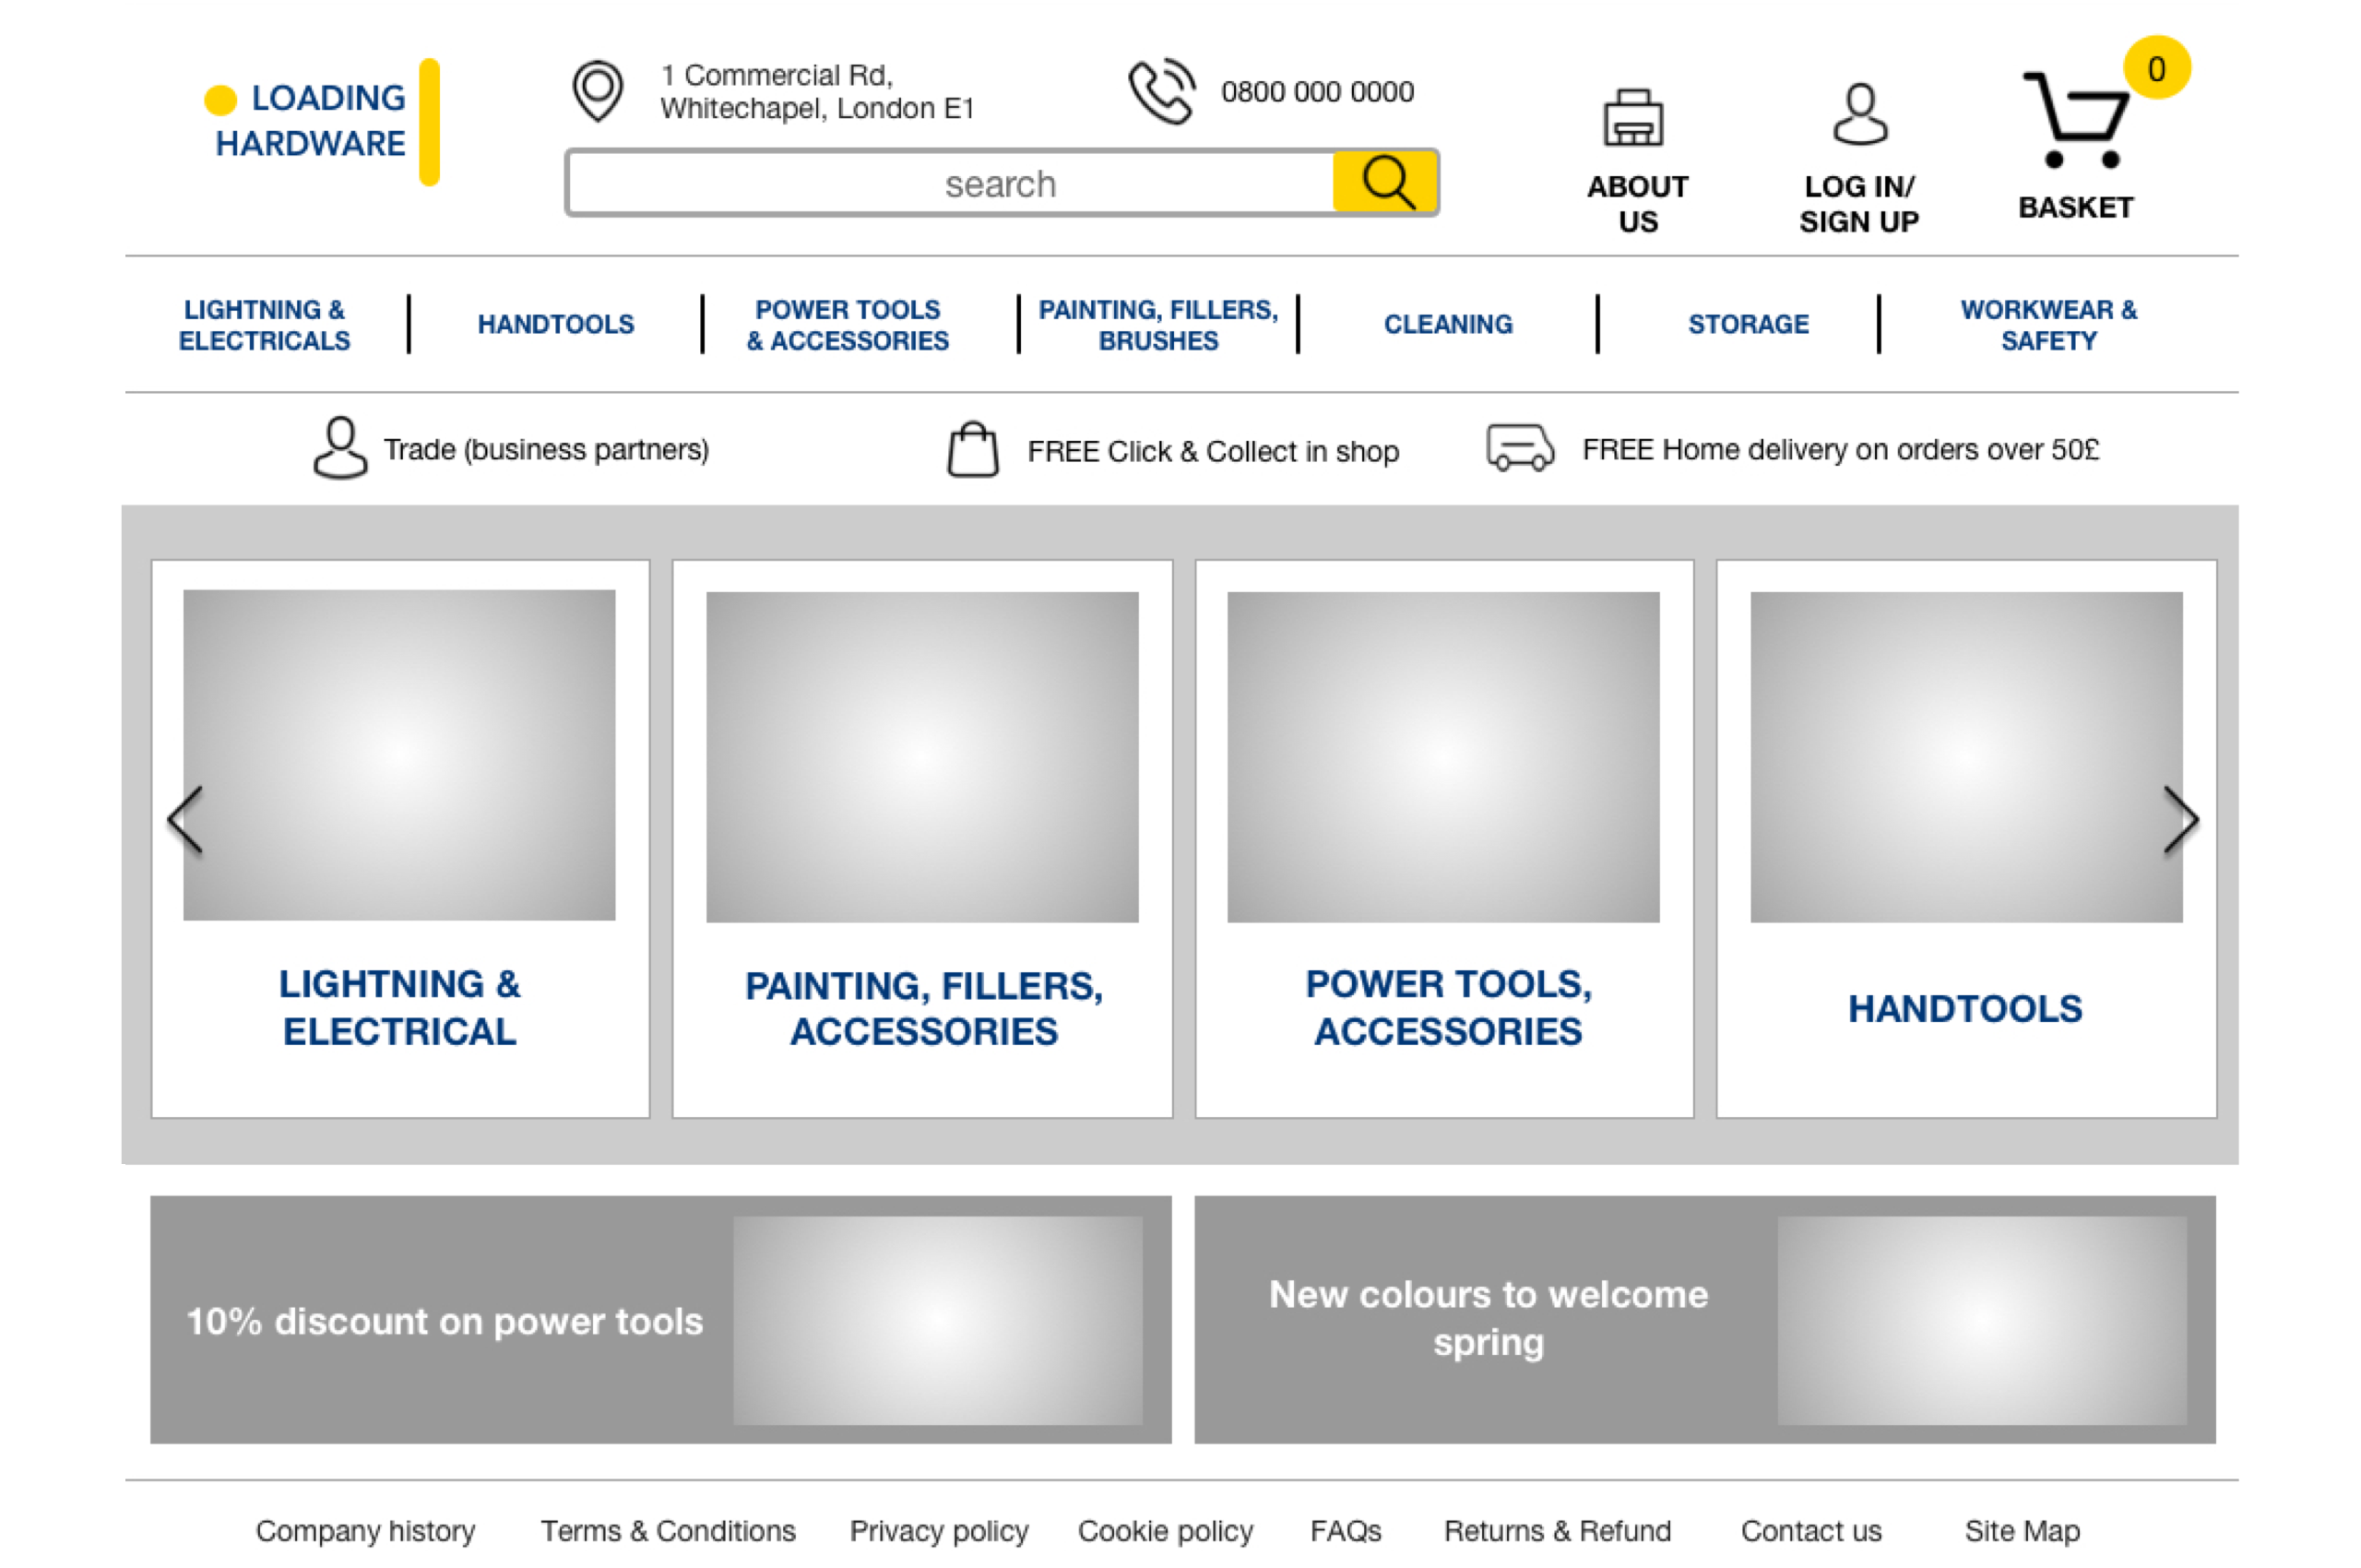 LOADING
HARDWARE
1 Commercial Rd,
Whitechapel, London E1
0800 000 0000
search
ABOUT
US
LOG IN/
SIGN UP
0
BASKET
LIGHTNING &
ELECTRICALS
HANDTOOLS
POWER TOOLS
& ACCESSORIES
PAINTING, FILLERS,
BRUSHES
CLEANING
STORAGE
WORKWEAR &
SAFETY
Trade (business partners)
FREE Click & Collect in shop
FREE Home delivery on orders over 50£
LIGHTNING &
ELECTRICAL
PAINTING, FILLERS,
ACCESSORIES
POWER TOOLS,
ACCESSORIES
HANDTOOLS
10% discount on power tools
New colours to welcome
spring
Company history
Terms & Conditions
Privacy policy
Cookie policy
FAQs
Returns & Refund
Contact us
Site Map